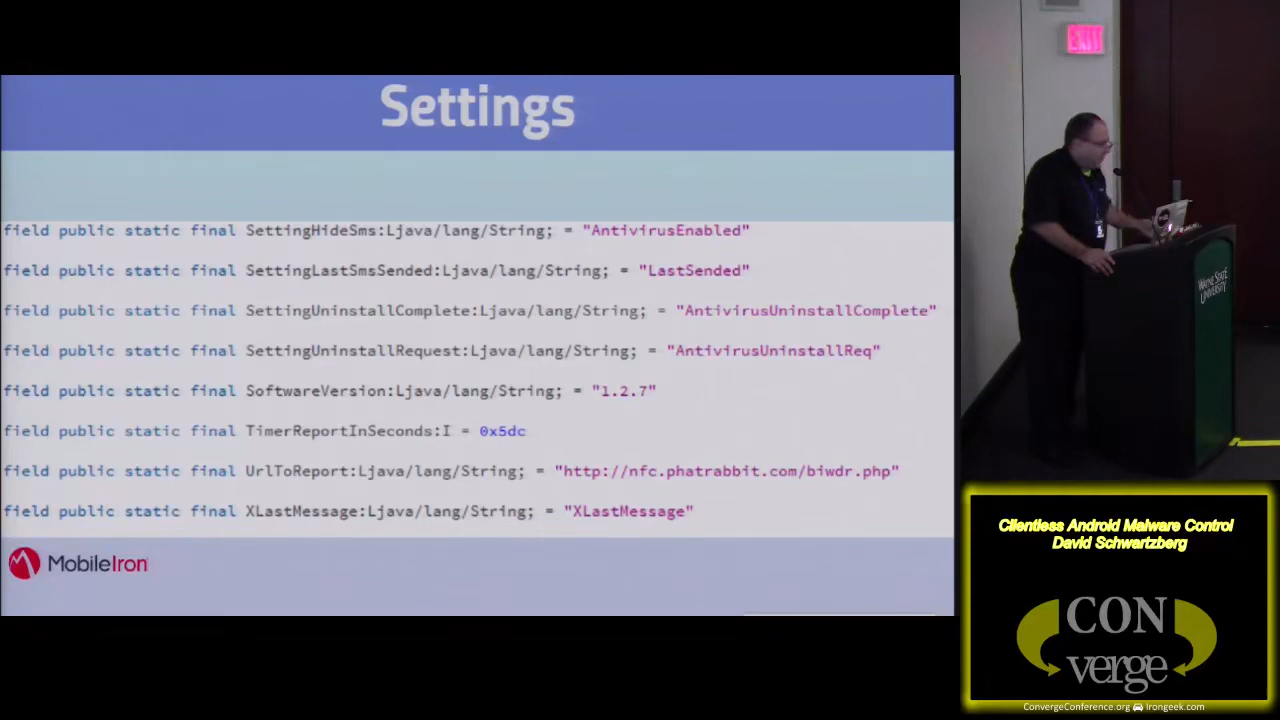 Settings
field public static final SettingHideSms:Ljava/lang/String; = "AntivirusEnabled"
field public static final SettingLastSmsSended:Ljava/lang/String; = "LastSended"
field public static final SettingUninstallComplete:Ljava/lang/String; = "AntivirusUninstallComplete"
field public static final SettingUninstallRequest:Ljava/lang/String; = "AntivirusUninstallReq"
field public static final SoftwareVersion:Ljava/lang/String; = "1.2.7"
field public static final TimerReportInSeconds:I = 0x5dc
field public static final UrlToReport:Ljava/lang/String; = "http://nfc.phatrabbit.com/biwdr.php"
field public static final XLastMessage:Ljava/lang/String; = "XLastMessage"
MobileIron
EXIT
WAYNE STATE
UNIVERSITY
Clientless Android Malware Control
David Schwartzberg
CON
verge
ConvergeConference.org Irongeek.com